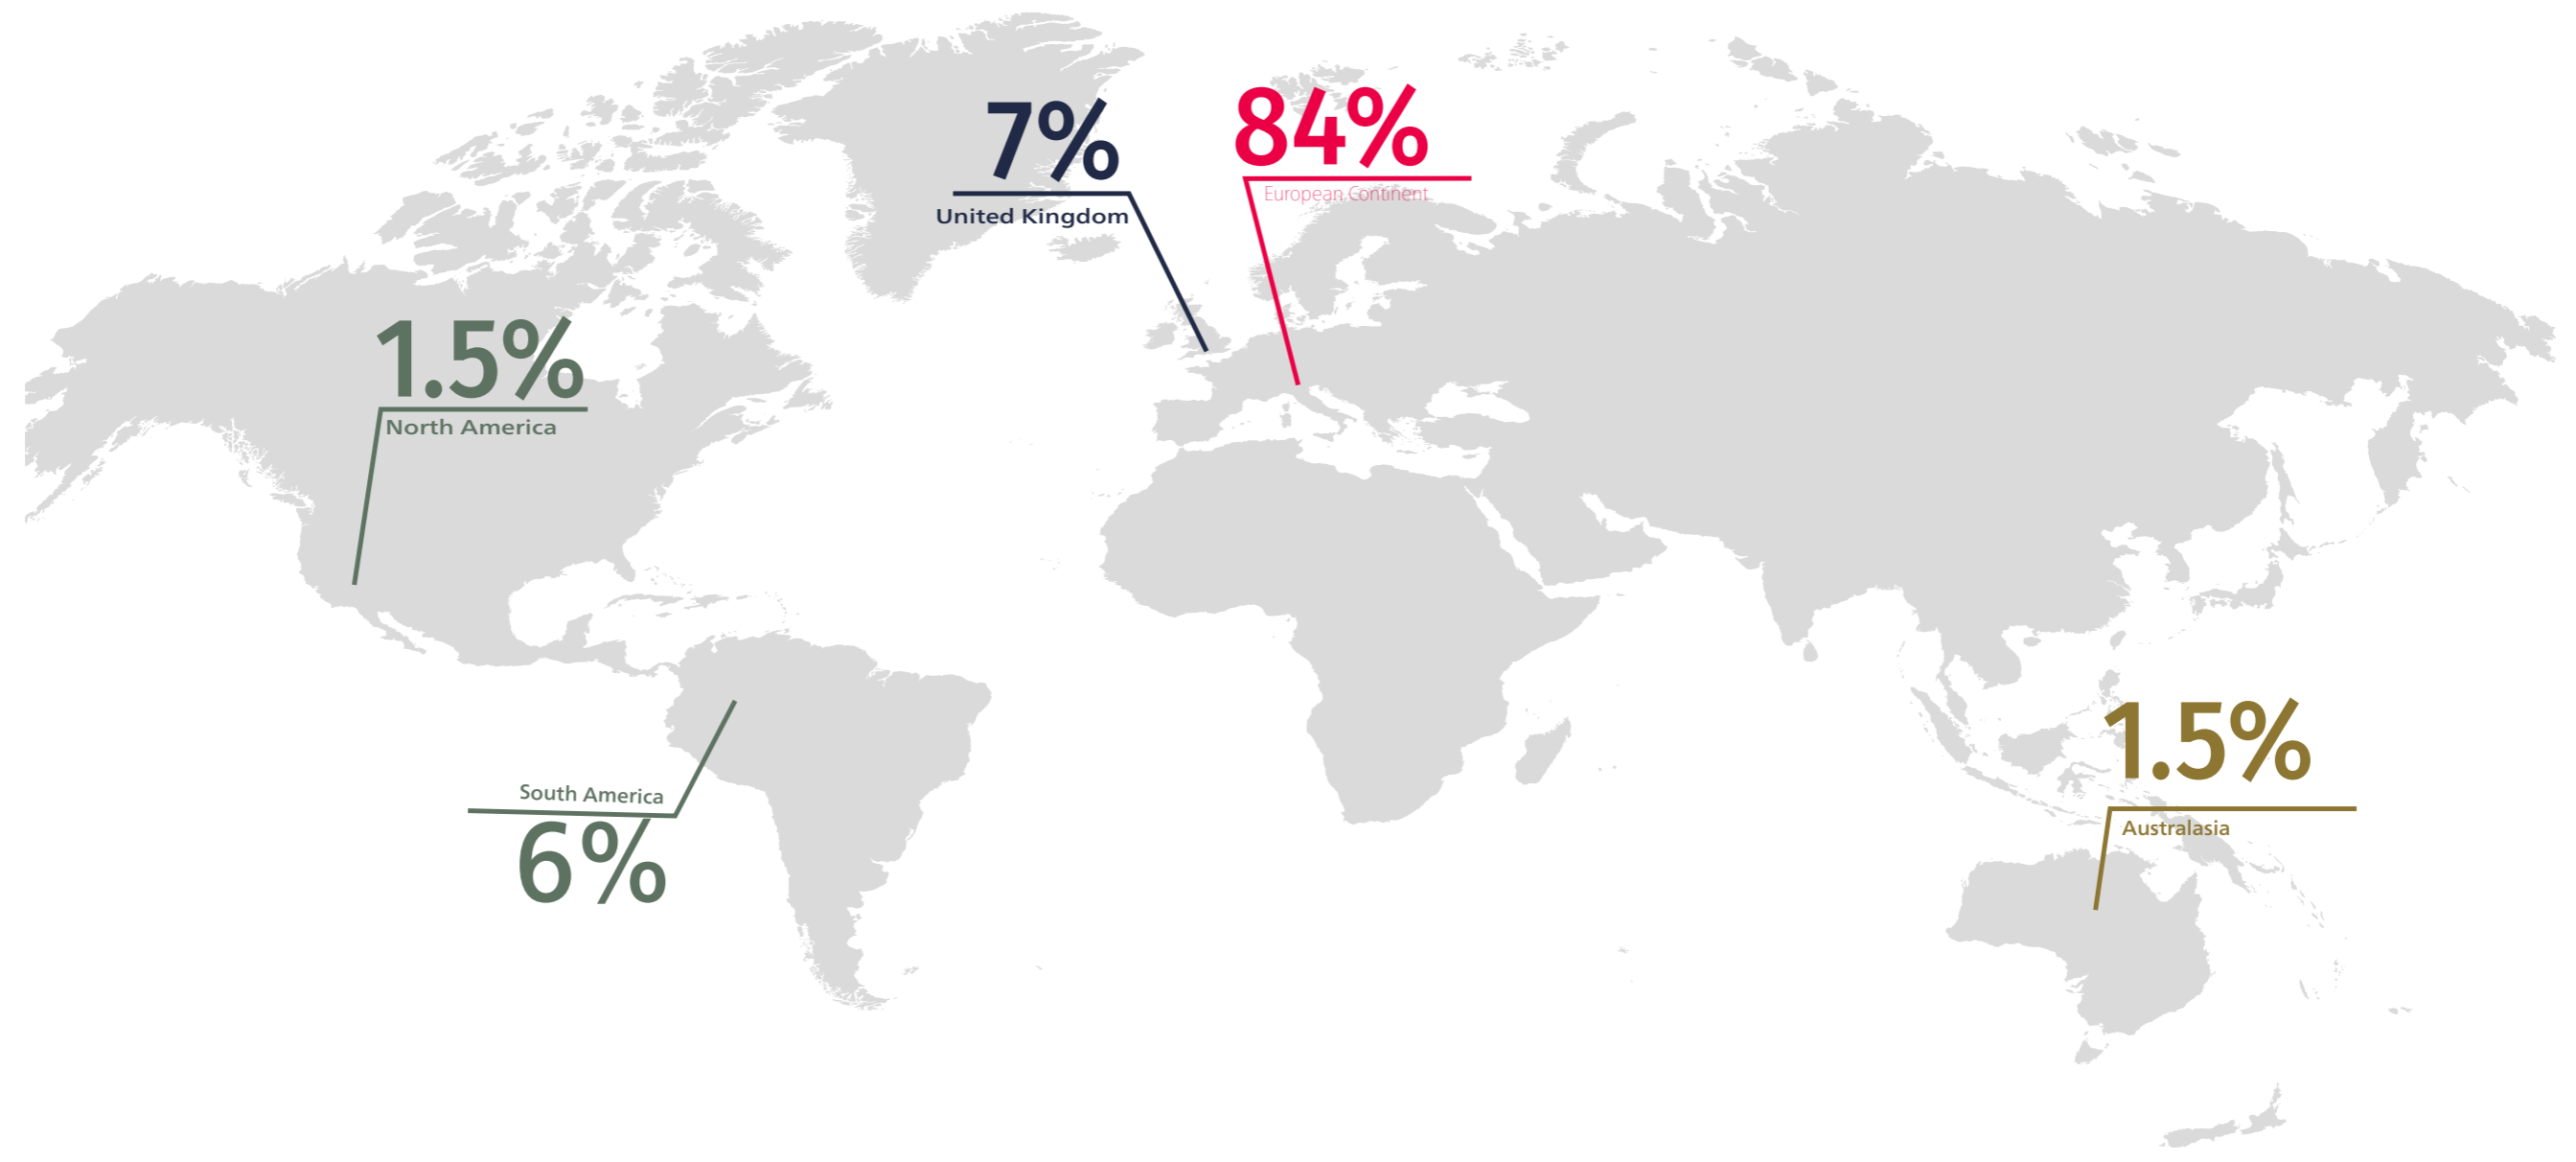 7%
United Kingdom
84%
European Continent
1.5%
North America
South America
6%
1.5%
Australasia